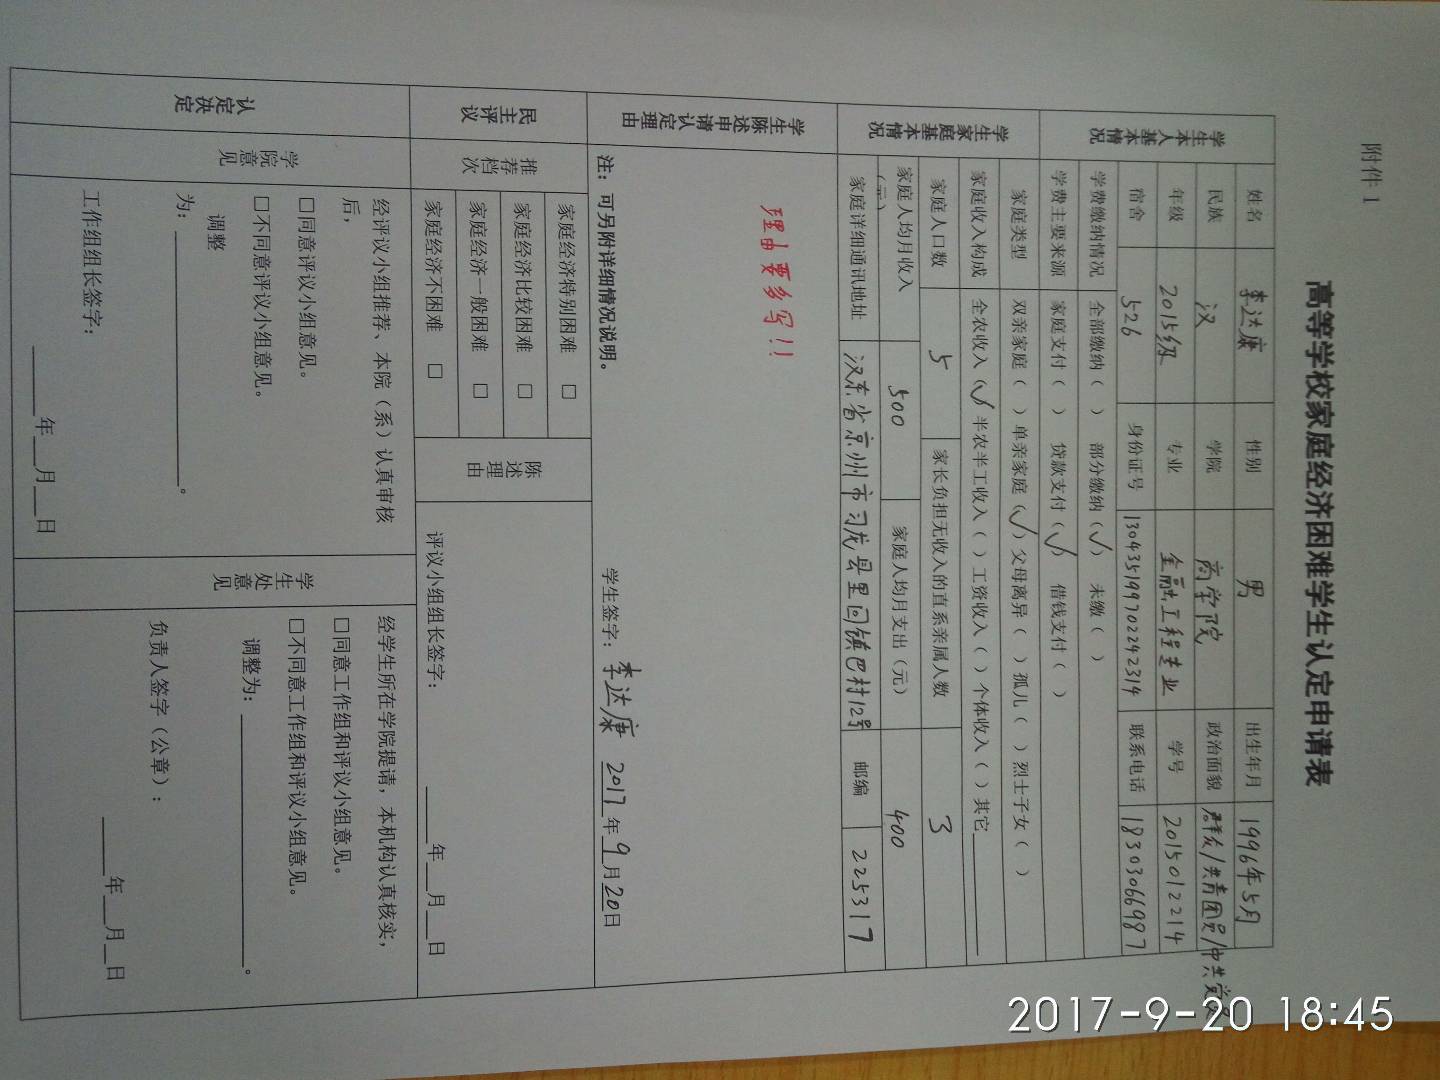 附件1
高等学校家庭经济困难学生认定申请表
学生本人基本情况
姓名 李达康 性别 男 出生年月 1996年5月
民族 汉 学院 商学院 政治面貌 群众/共青团员/中共党员
年级 2015级 专业 金融工程专业 学号 2015012214
宿舍 526 身份证号 130435199702242314 联系电话 18303066987
学费缴纳情况 全部缴纳（ ） 部分缴纳（√） 未缴（ ）
学费主要来源 家庭支付（ ） 贷款支付（√） 借钱支付（ ）
学生家庭基本情况
家庭类型 双亲家庭（ ）单亲家庭（√）父母离异（ ）孤儿（ ）烈士子女（ ）
家庭收入构成 全农收入（√）半农半工收入（ ）工资收入（ ）个体收入（ ）其它
家庭人口数 5 家长负担无收入的直系亲属人数 3
家庭人均月收入（元） 500 家庭人均月支出（元） 400
家庭详细通讯地址 汉东省京州市习龙县里回镇巴村12号 邮编 225317
学生陈述申请认定理由
理由要多写!!
学生签字：李达康 2017年9月20日
注：可另附详细情况说明。
民主评议
推荐档次
家庭经济特别困难 □
家庭经济比较困难 □
家庭经济一般困难 □
家庭经济不困难 □
陈述理由
评议小组组长签字：
____年__月__日
认定决定
学院意见
经评议小组推荐、本院（系）认真审核
后，
□同意评议小组意见。
□不同意评议小组意见。
调整
为：____________________。
工作组组长签字：
____年__月__日
学生处意见
经学生所在学院提请，本机构认真核实，
□同意工作组和评议小组意见。
□不同意工作组和评议小组意见。
调整为：____________________。
负责人签字（公章）：
____年__月__日
2017-9-20 18:45